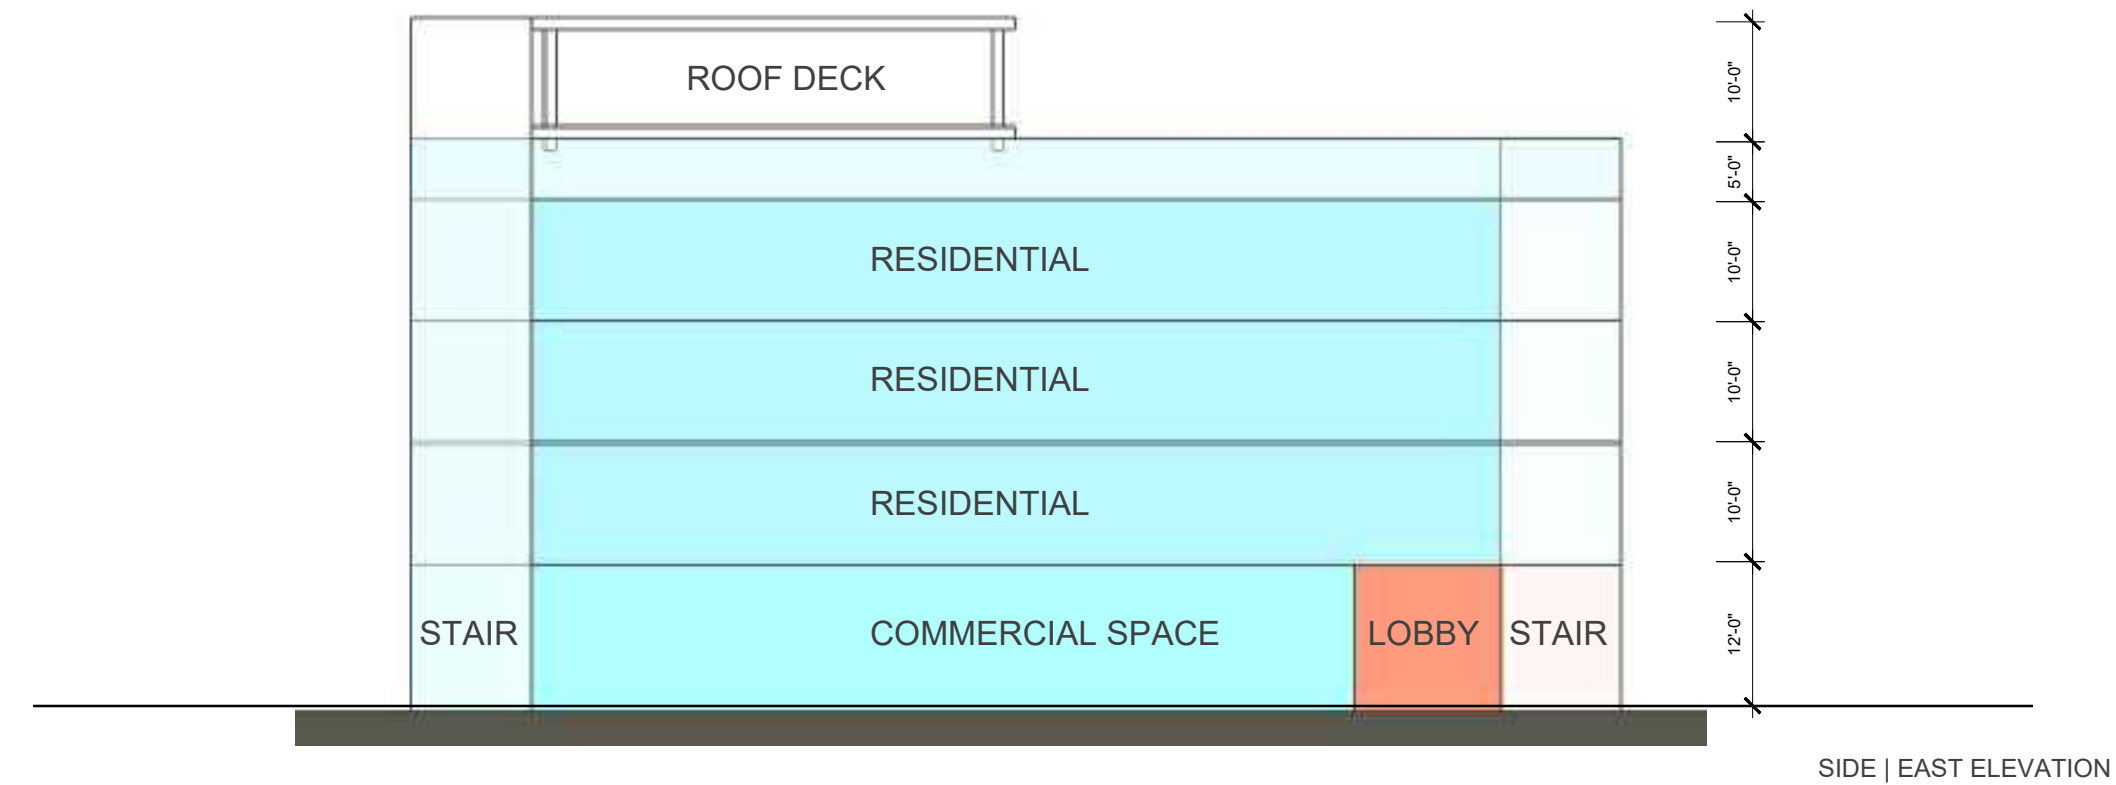 ROOF DECK
10'-0"
5'-0"
RESIDENTIAL
10'-0"
RESIDENTIAL
10'-0"
RESIDENTIAL
10'-0"
STAIR COMMERCIAL SPACE LOBBY STAIR
12'-0"
SIDE | EAST ELEVATION